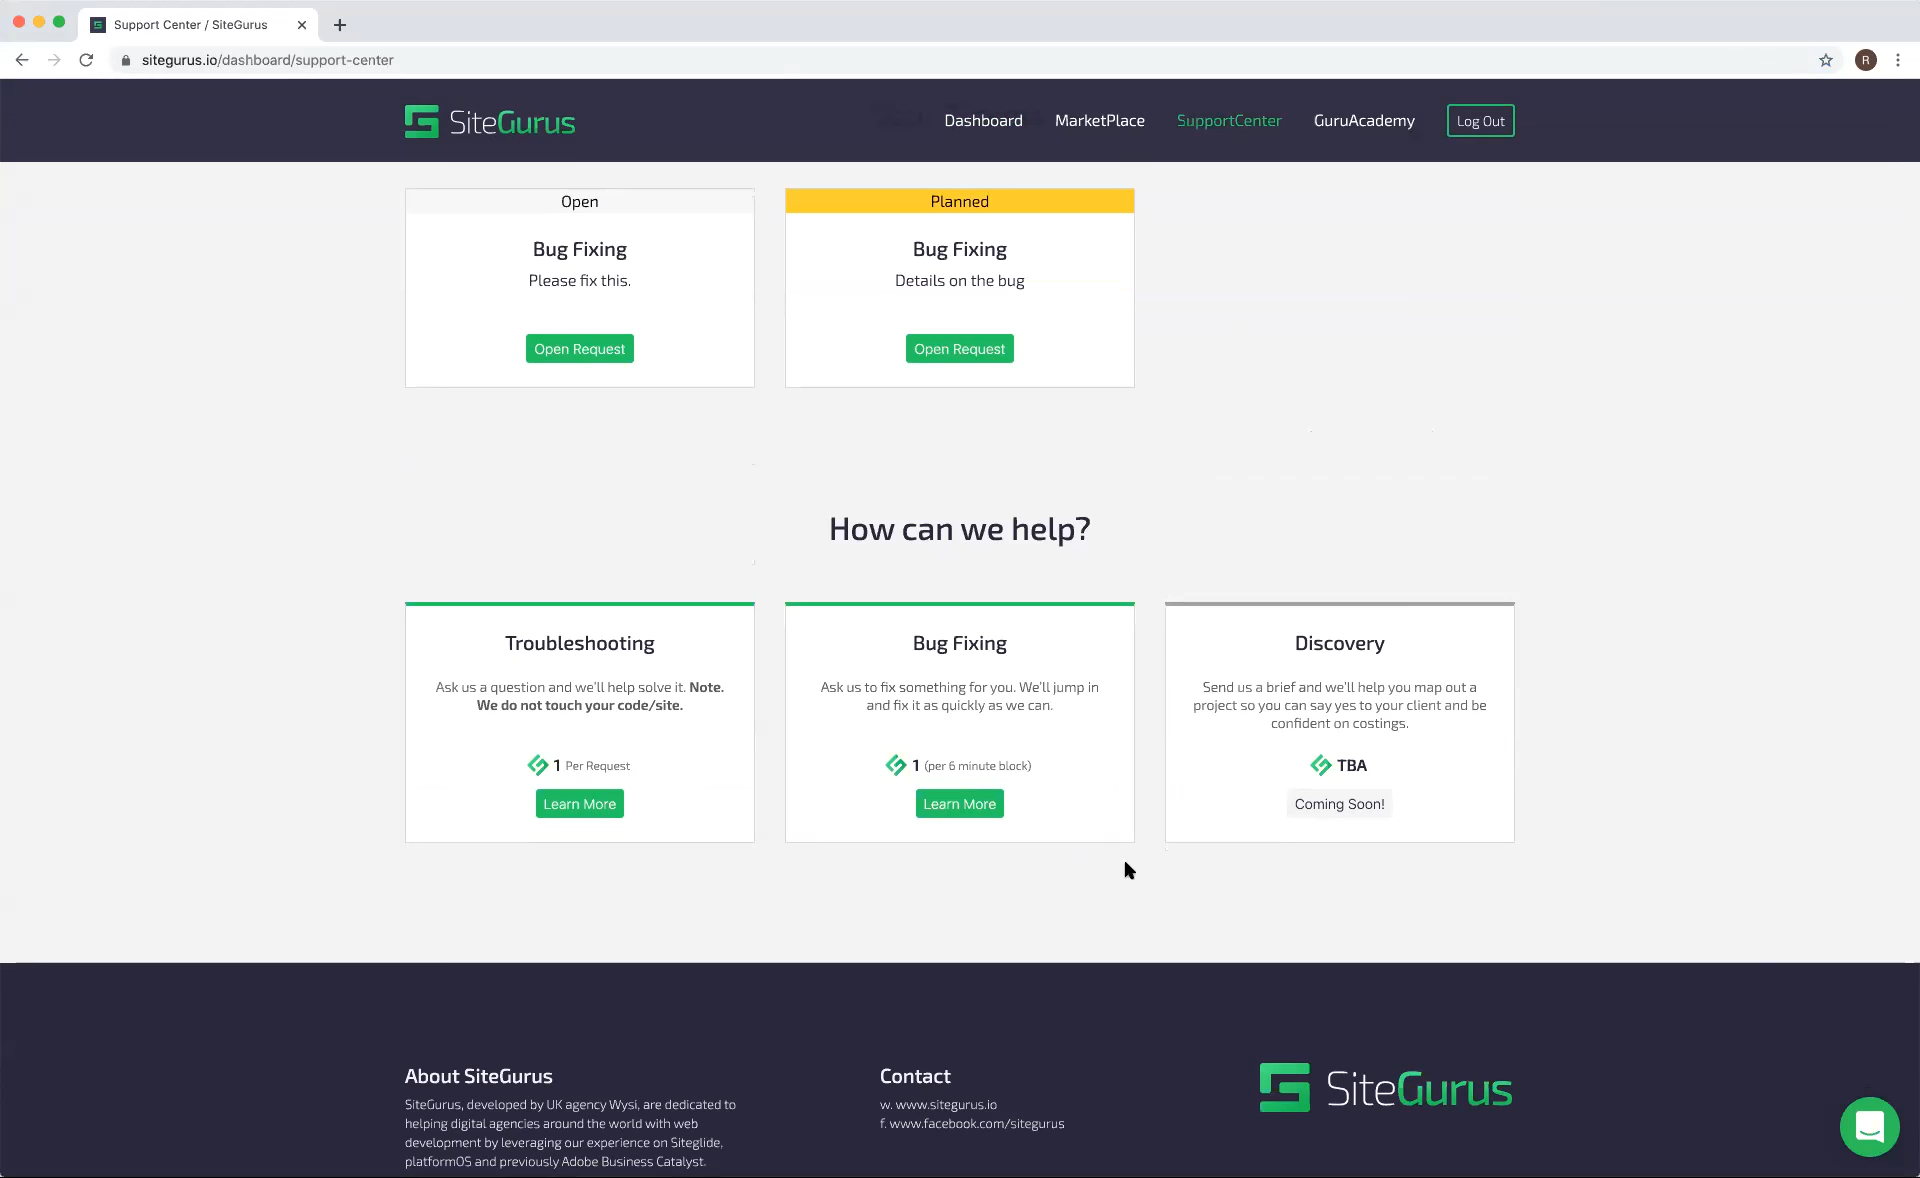 Support Center / SiteGurus
sitegurus.io/dashboard/support-center
R
SiteGurus
Dashboard
MarketPlace
SupportCenter
GuruAcademy
Log Out
Open
Bug Fixing
Please fix this.
Open Request
Planned
Bug Fixing
Details on the bug
Open Request
How can we help?
Troubleshooting
Ask us a question and we'll help solve it. Note.
We do not touch your code/site.
1 Per Request
Learn More
Bug Fixing
Ask us to fix something for you. We'll jump in
and fix it as quickly as we can.
1 (per 6 minute block)
Learn More
Discovery
Send us a brief and we'll help you map out a
project so you can say yes to your client and be
confident on costings.
TBA
Coming Soon!
About SiteGurus
SiteGurus, developed by UK agency Wysi, are dedicated to
helping digital agencies around the world with web
development by leveraging our experience on Siteglide,
platformOS and previously Adobe Business Catalyst.
Contact
w. www.sitegurus.io
f. www.facebook.com/sitegurus
SiteGurus